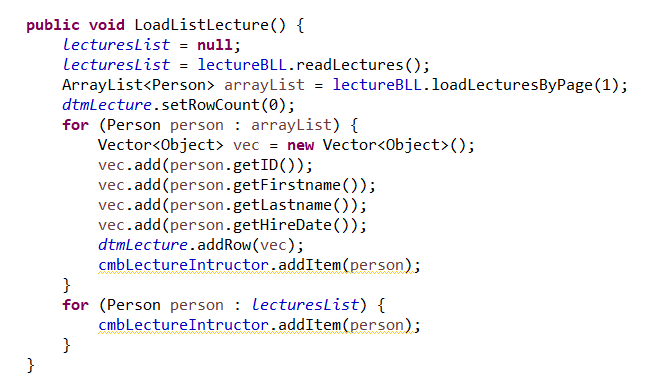 public void LoadListLecture() {
lecturesList = null;
lecturesList = lectureBLL.readLectures();
ArrayList<Person> arrayList = lectureBLL.loadLecturesByPage(1);
dtmLecture.setRowCount(0);
for (Person person : arrayList) {
Vector<Object> vec = new Vector<Object>();
vec.add(person.getID());
vec.add(person.getFirstname());
vec.add(person.getLastname());
vec.add(person.getHireDate());
dtmLecture.addRow(vec);
cmbLectureIntructor.addItem(person);
}
for (Person person : lecturesList) {
cmbLectureIntructor.addItem(person);
}
}